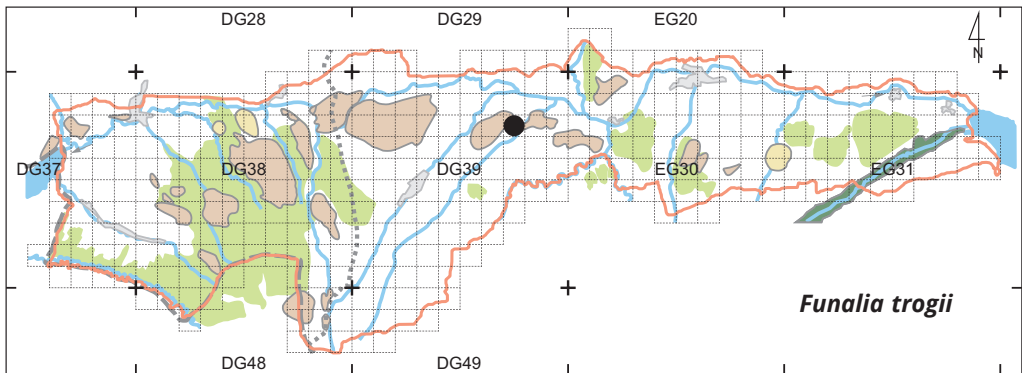 DG28 DG29 EG20
N
DG37 DG38 DG39 EG30 EG31
Funalia trogii
DG48 DG49